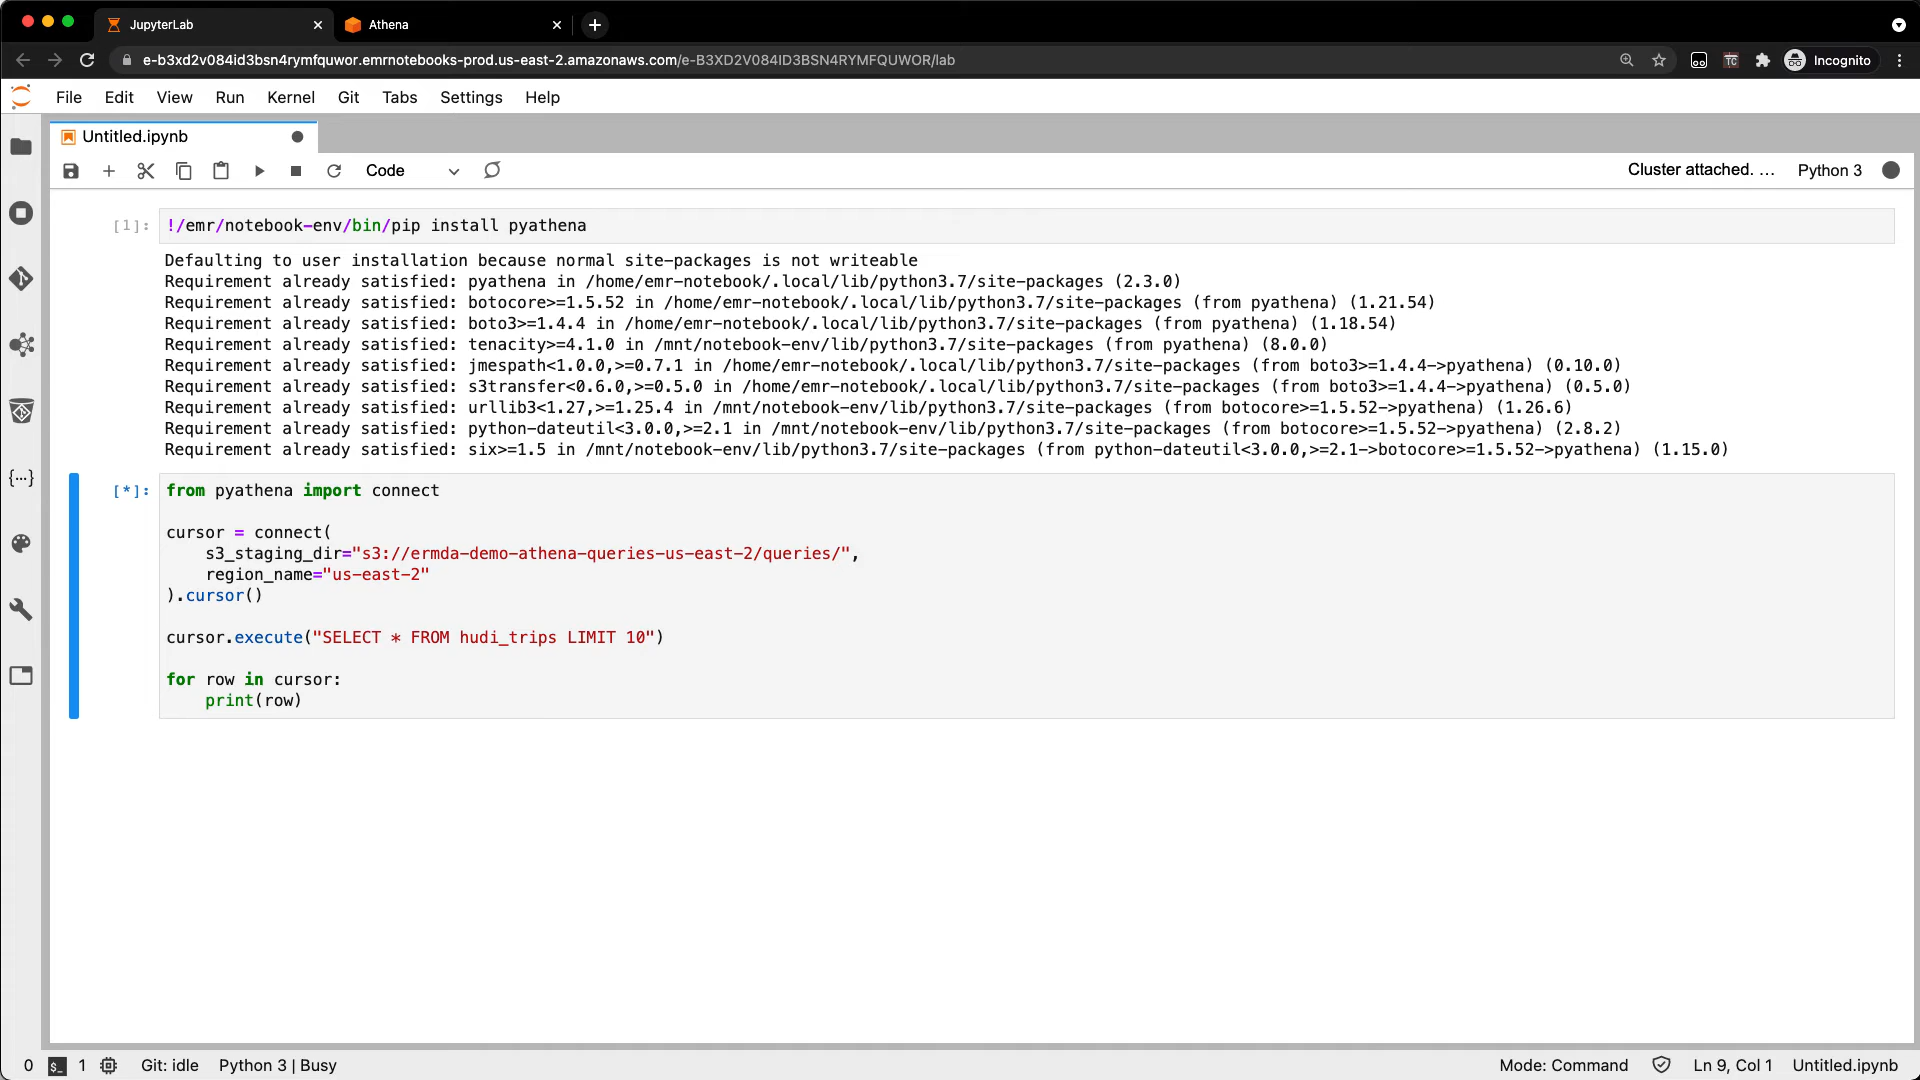 JupyterLab
Athena
e-b3xd2v084id3bsn4rymfquwor.emrnotebooks-prod.us-east-2.amazonaws.com/e-B3XD2V084ID3BSN4RYMFQUWOR/lab
TC
Incognito
File Edit View Run Kernel Git Tabs Settings Help
Untitled.ipynb
Code
Cluster attached. ...
Python 3
[1]: !/emr/notebook-env/bin/pip install pyathena
Defaulting to user installation because normal site-packages is not writeable
Requirement already satisfied: pyathena in /home/emr-notebook/.local/lib/python3.7/site-packages (2.3.0)
Requirement already satisfied: botocore>=1.5.52 in /home/emr-notebook/.local/lib/python3.7/site-packages (from pyathena) (1.21.54)
Requirement already satisfied: boto3>=1.4.4 in /home/emr-notebook/.local/lib/python3.7/site-packages (from pyathena) (1.18.54)
Requirement already satisfied: tenacity>=4.1.0 in /mnt/notebook-env/lib/python3.7/site-packages (from pyathena) (8.0.0)
Requirement already satisfied: jmespath<1.0.0,>=0.7.1 in /home/emr-notebook/.local/lib/python3.7/site-packages (from boto3>=1.4.4->pyathena) (0.10.0)
Requirement already satisfied: s3transfer<0.6.0,>=0.5.0 in /home/emr-notebook/.local/lib/python3.7/site-packages (from boto3>=1.4.4->pyathena) (0.5.0)
Requirement already satisfied: urllib3<1.27,>=1.25.4 in /mnt/notebook-env/lib/python3.7/site-packages (from botocore>=1.5.52->pyathena) (1.26.6)
Requirement already satisfied: python-dateutil<3.0.0,>=2.1 in /mnt/notebook-env/lib/python3.7/site-packages (from botocore>=1.5.52->pyathena) (2.8.2)
Requirement already satisfied: six>=1.5 in /mnt/notebook-env/lib/python3.7/site-packages (from python-dateutil<3.0.0,>=2.1->botocore>=1.5.52->pyathena) (1.15.0)
[*]: from pyathena import connect
cursor = connect(
    s3_staging_dir="s3://ermda-demo-athena-queries-us-east-2/queries/",
    region_name="us-east-2"
).cursor()
cursor.execute("SELECT * FROM hudi_trips LIMIT 10")
for row in cursor:
    print(row)
0 $_ 1 Git: idle Python 3 | Busy
Mode: Command Ln 9, Col 1 Untitled.ipynb